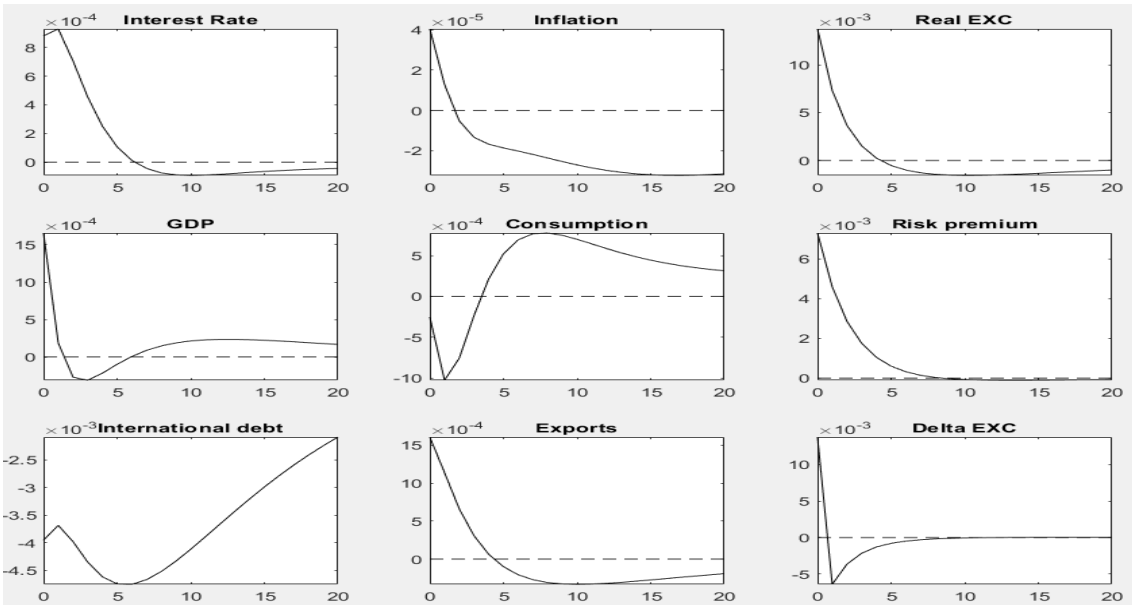 ×10⁻⁴ Interest Rate
8
6
4
2
0
0 5 10 15 20
×10⁻⁵ Inflation
4
2
0
-2
0 5 10 15 20
×10⁻³ Real EXC
10
5
0
0 5 10 15 20
×10⁻⁴ GDP
15
10
5
0
0 5 10 15 20
×10⁻⁴ Consumption
5
0
-5
-10
0 5 10 15 20
×10⁻³ Risk premium
6
4
2
0
0 5 10 15 20
×10⁻³ International debt
-2.5
-3
-3.5
-4
-4.5
0 5 10 15 20
×10⁻⁴ Exports
15
10
5
0
0 5 10 15 20
×10⁻³ Delta EXC
10
5
0
-5
0 5 10 15 20